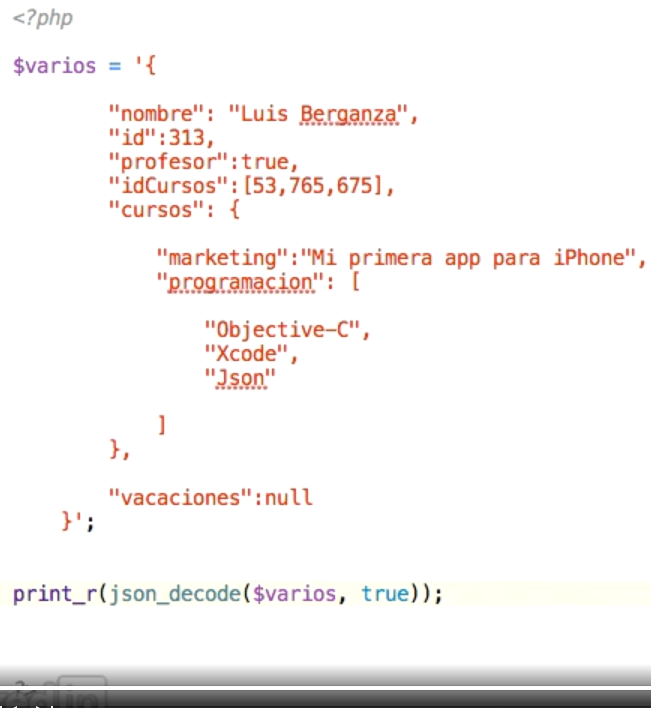 <?php
$varios = '{
"nombre": "Luis Berganza",
"id":313,
"profesor":true,
"idCursos":[53,765,675],
"cursos": {
"marketing":"Mi primera app para iPhone",
"programacion": [
"Objective-C",
"Xcode",
"Json"
]
},
"vacaciones":null
}';
print_r(json_decode($varios, true));